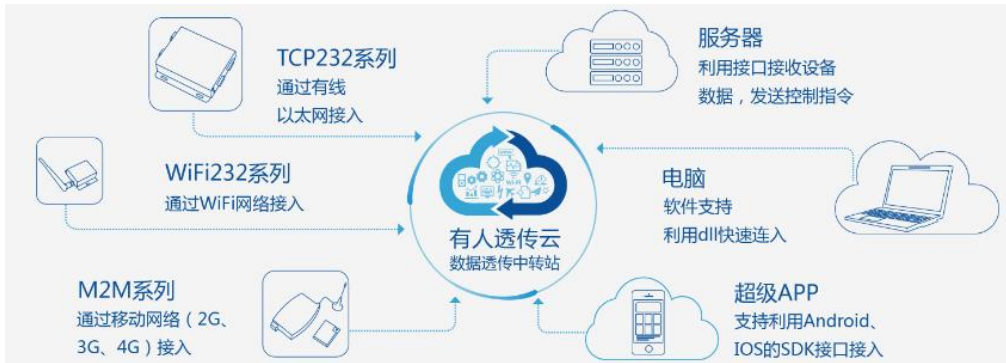 TCP232系列
通过有线
以太网接入
服务器
利用接口接收设备
数据，发送控制指令
WiFi232系列
通过WiFi网络接入
有人透传云
数据透传中转站
电脑
软件支持
利用dll快速连入
M2M系列
通过移动网络（2G、
3G、4G）接入
超级APP
支持利用Android、
IOS的SDK接口接入